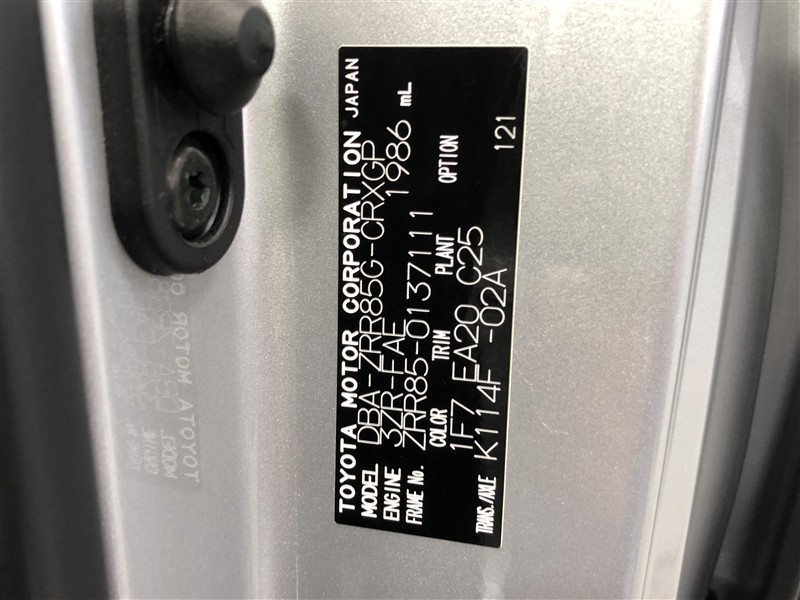 TOYOTA MOTOR CORPORATION JAPAN
MODEL DBA-ZRR85G-CRXGP
ENGINE 3ZR-FAE 1986 mL
FRAME No. ZRR85-0137111
COLOR TRIM PLANT OPTION
1F7 EA20 C25
TRANS./AXLE K114F -02A 121